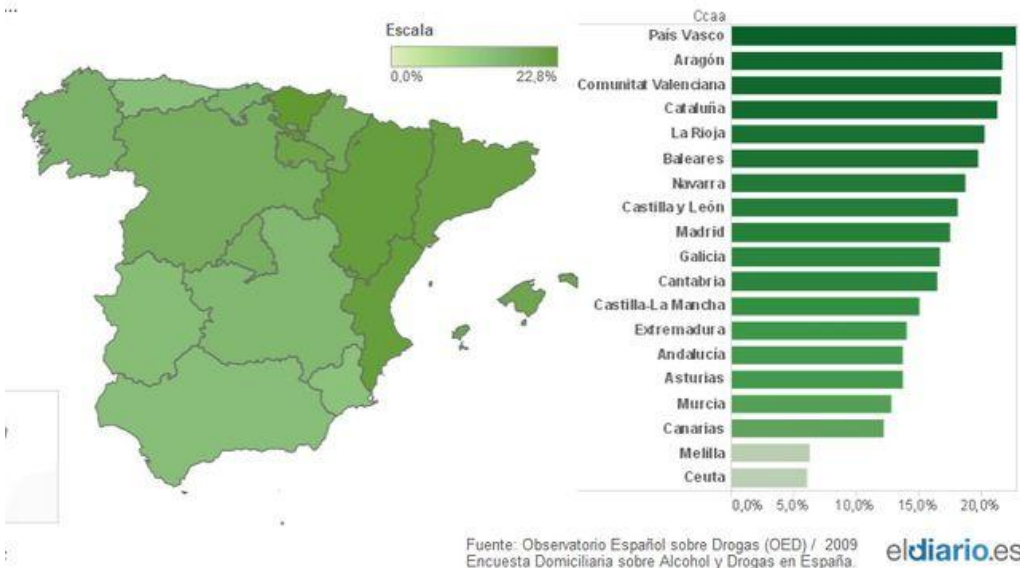 ...
Escala
0,0% 22,8%
Ccaa
País Vasco
Aragón
Comunitat Valenciana
Cataluña
La Rioja
Baleares
Navarra
Castilla y León
Madrid
Galicia
Cantabria
Castilla-La Mancha
Extremadura
Andalucía
Asturias
Murcia
Canarias
Melilla
Ceuta
0,0% 5,0% 10,0% 15,0% 20,0%
Fuente: Observatorio Español sobre Drogas (OED) / 2009
Encuesta Domiciliaria sobre Alcohol y Drogas en España.
eldiario.es